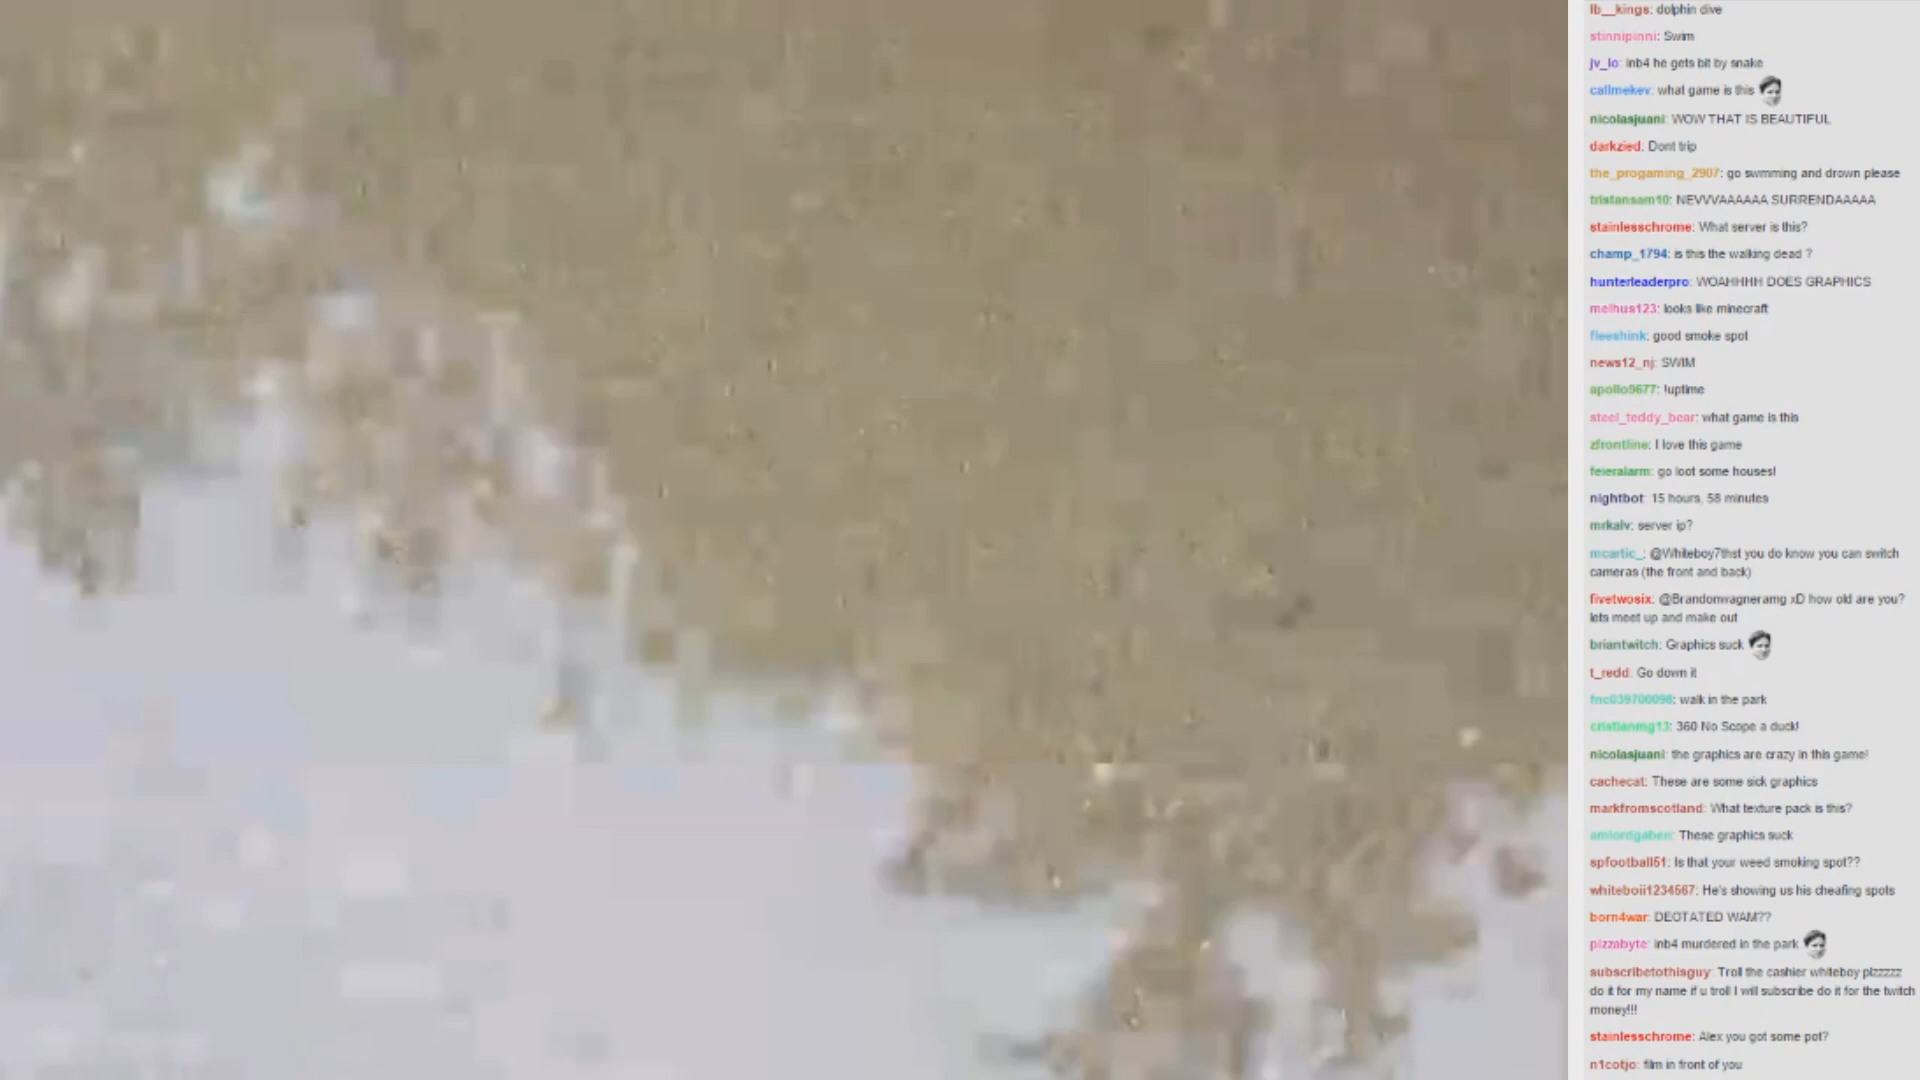 lb__kings: dolphin dive
stinnipinni: Swim
jv_lo: inb4 he gets bit by snake
callmekev: what game is this
nicolasjuani: WOW THAT IS BEAUTIFUL
darkzied: Dont trip
the_progaming_2907: go swmming and drown please
tristansam10: NEVVVAAAAAA SURRENDAAAAA
stainlesschrome: What server is this?
champ_1794: is this the walking dead ?
hunterleaderpro: WOAHHHH DOES GRAPHICS
melhus123: looks like minecraft
fleeshink: good smoke spot
news12_nj: SWIM
apollo9677: !uptime
steel_teddy_bear: what game is this
zfrontline: I love this game
feieralarm: go loot some houses!
nightbot: 15 hours, 58 minutes
mrkalv: server ip?
mcartic_: @Whiteboy7thst you do know you can switch
cameras (the front and back)
fivetwosix: @Brandonwagneramg xD how old are you?
lets meet up and make out
briantwitch: Graphics suck
t_redd: Go down it
fnc039700098: walk in the park
cristianmg13: 360 No Scope a duck!
nicolasjuani: the graphics are crazy in this game!
cachecat: These are some sick graphics
markfromscotland: What texture pack is this?
amlordgaben: These graphics suck
spfootball51: Is that your weed smoking spot??
whiteboii1234567: He's showing us his cheafing spots
born4war: DEOTATED WAM??
pizzabyte: inb4 murdered in the park
subscribetothisguy: Troll the cashier whiteboy plzzzzz
do it for my name if u troll I will subscribe do it for the twitch
money!!!
stainlesschrome: Alex you got some pot?
n1cotjo: film in front of you